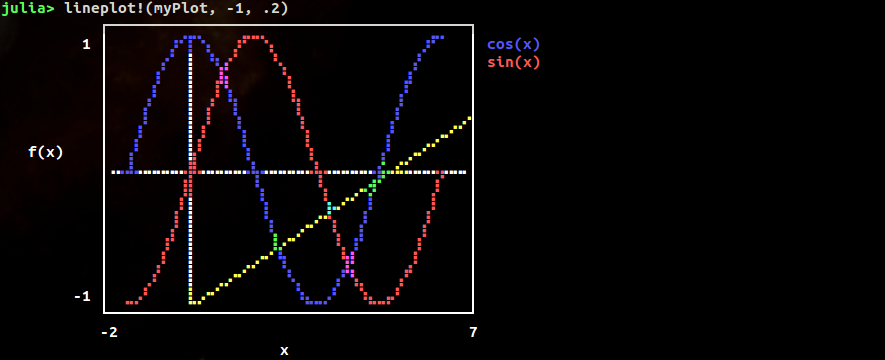 julia> lineplot!(myPlot, -1, .2)
1
cos(x)
sin(x)
f(x)
-1
-2
7
x